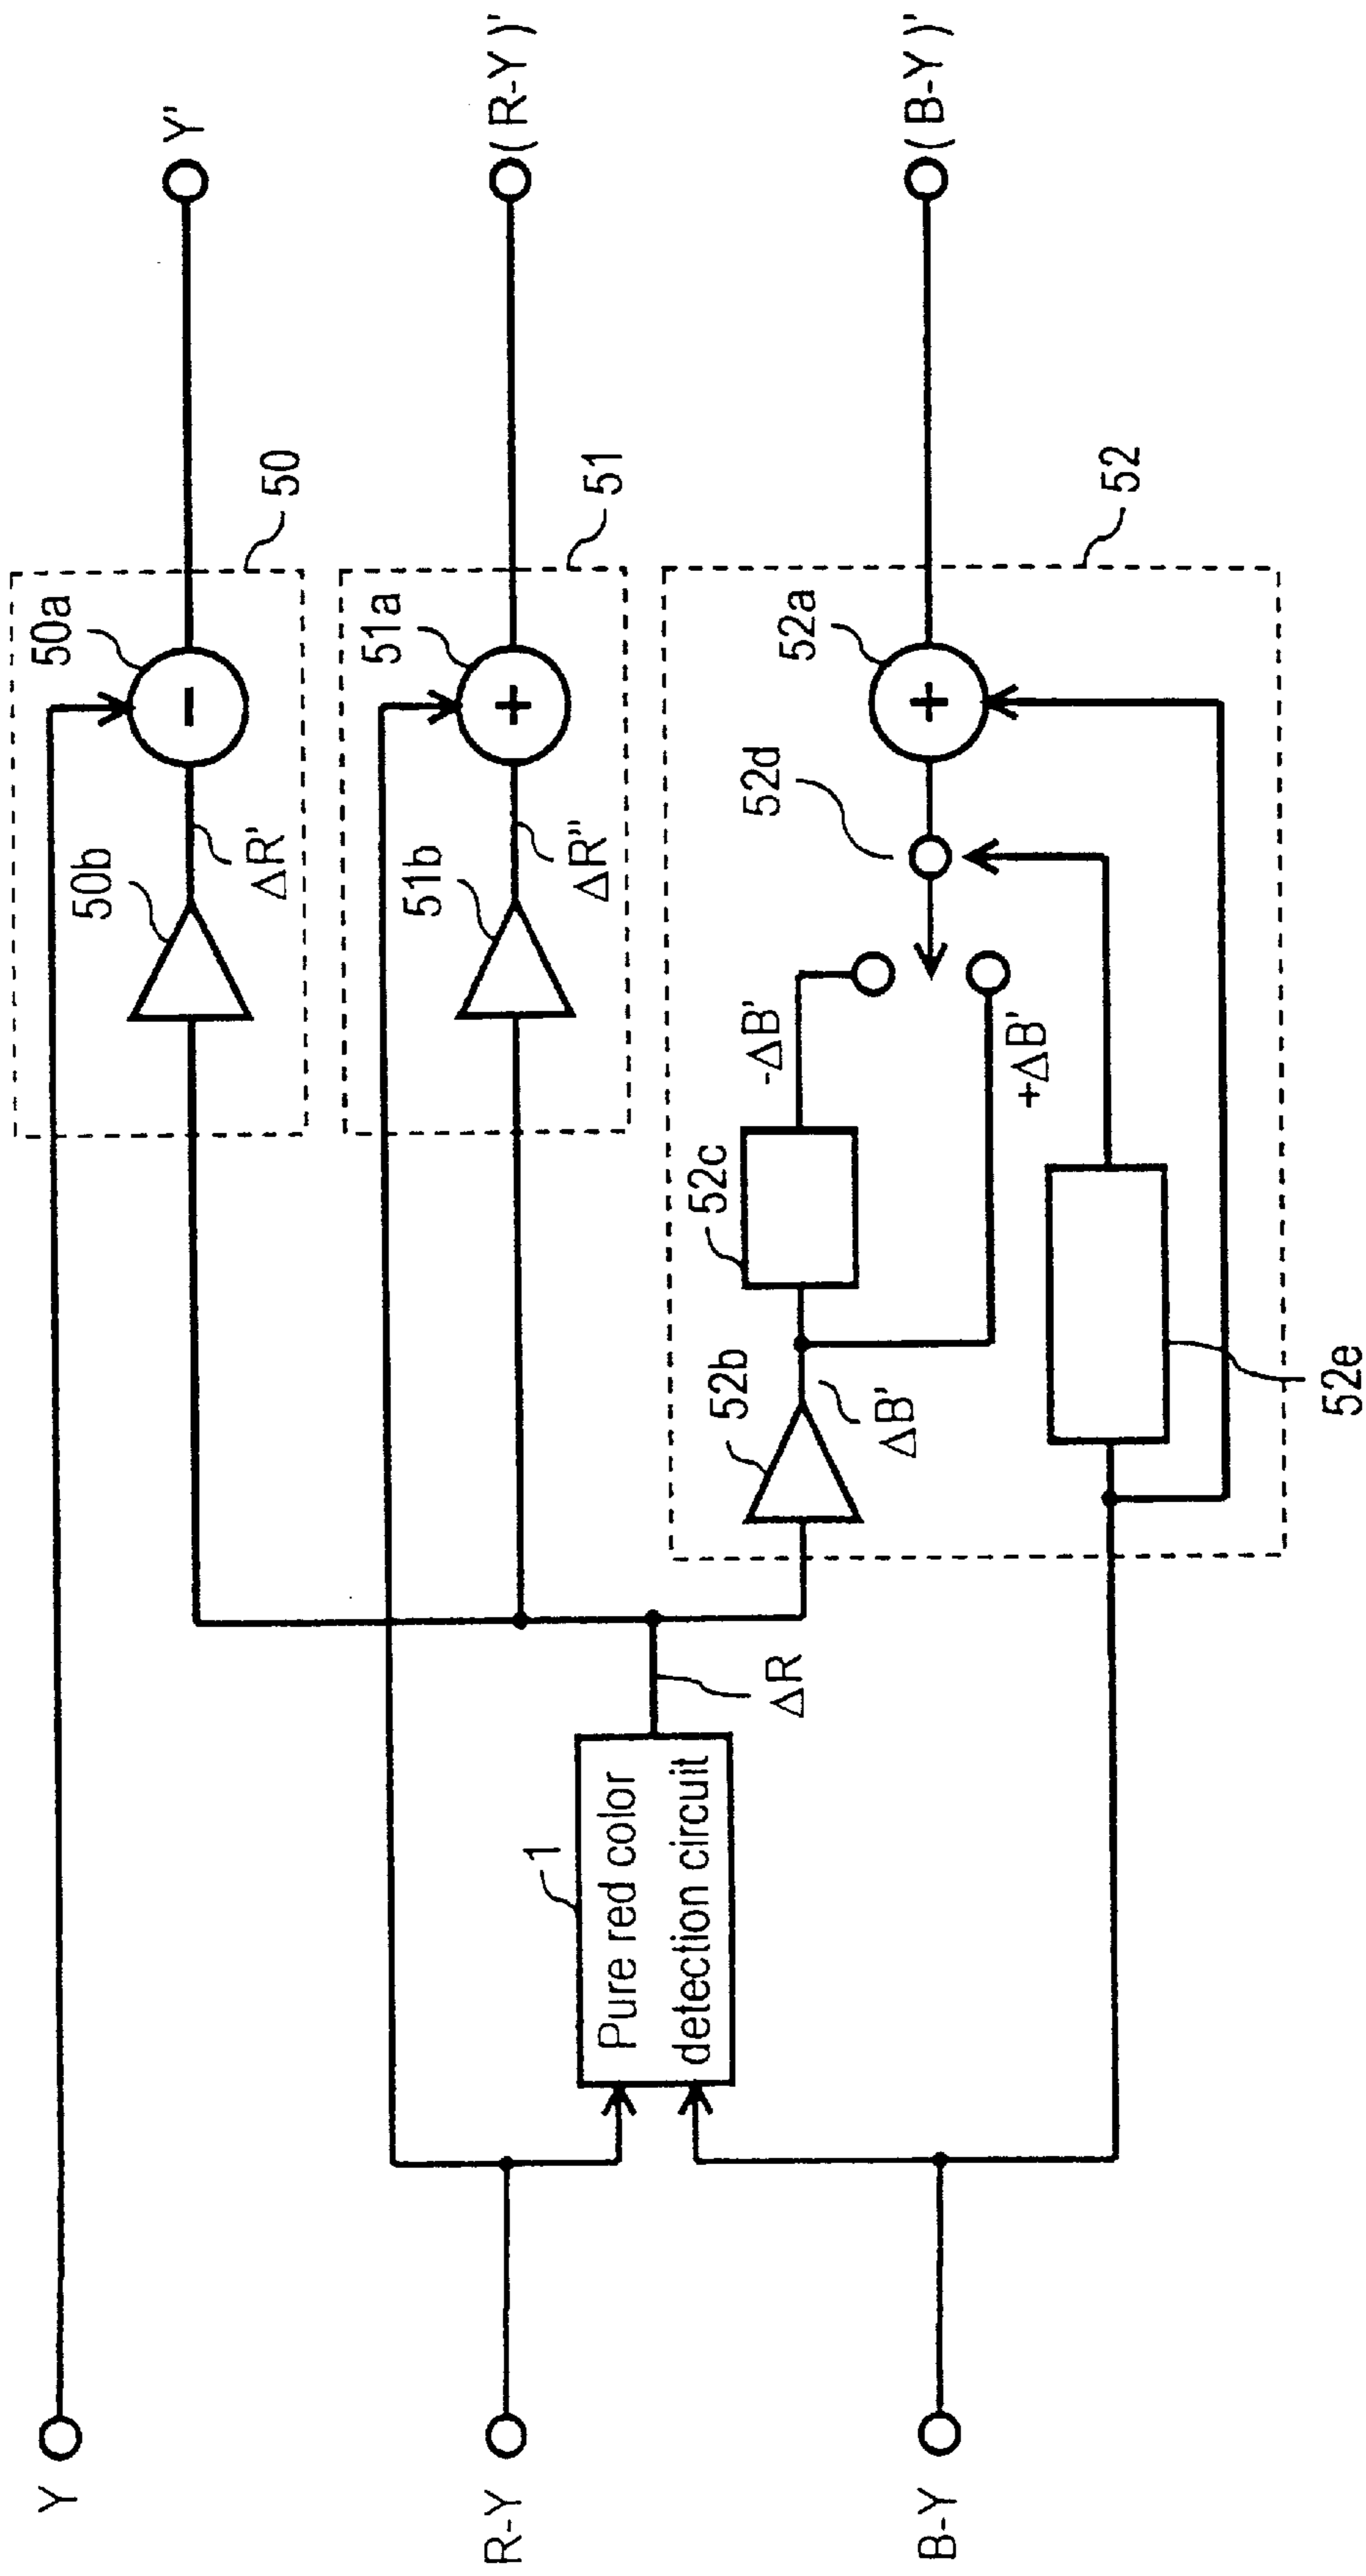 Y
R-Y
B-Y
1
Pure red color
detection circuit
ΔR
50
50a
50b
ΔR'
Y'
51
51a
51b
ΔR"
(R-Y)'
52
52a
52b
ΔB'
52c
-ΔB'
+ΔB'
52d
52e
(B-Y)'